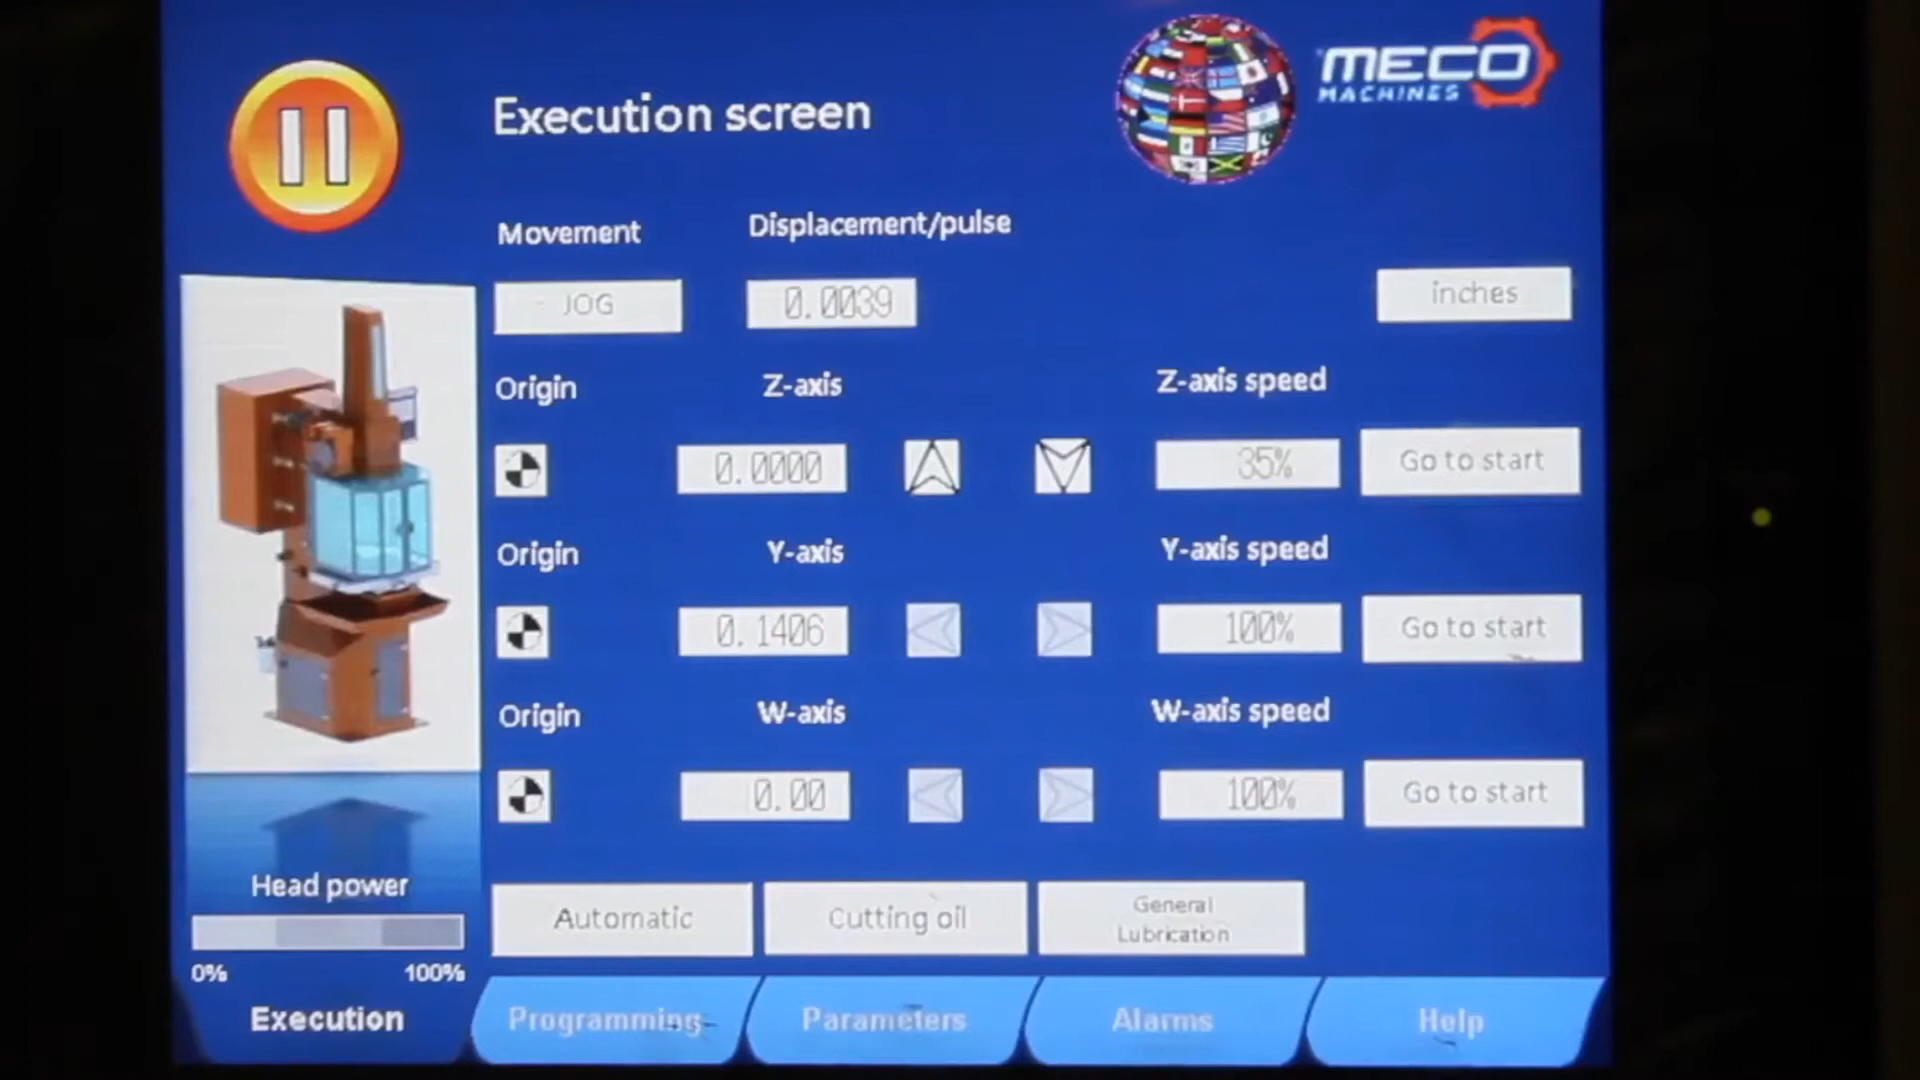 Execution screen
MECO
MACHINES
Movement
Displacement/pulse
JOG
0.0039
inches
Origin
Z-axis
Z-axis speed
0.0000
35%
Go to start
Origin
Y-axis
Y-axis speed
0.1406
100%
Go to start
Origin
W-axis
W-axis speed
0.00
100%
Go to start
Head power
0%
100%
Automatic
Cutting oil
General
Lubrication
Execution
Programming
Parameters
Alarms
Help